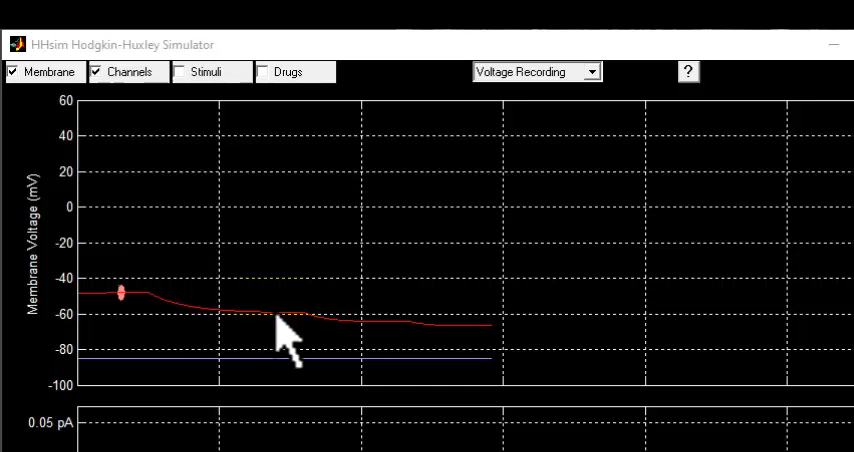 HHsim Hodgkin-Huxley Simulator
Membrane Channels Stimuli Drugs Voltage Recording ?
60
40
20
0
-20
-40
-60
-80
-100
Membrane Voltage (mV)
0.05 pA